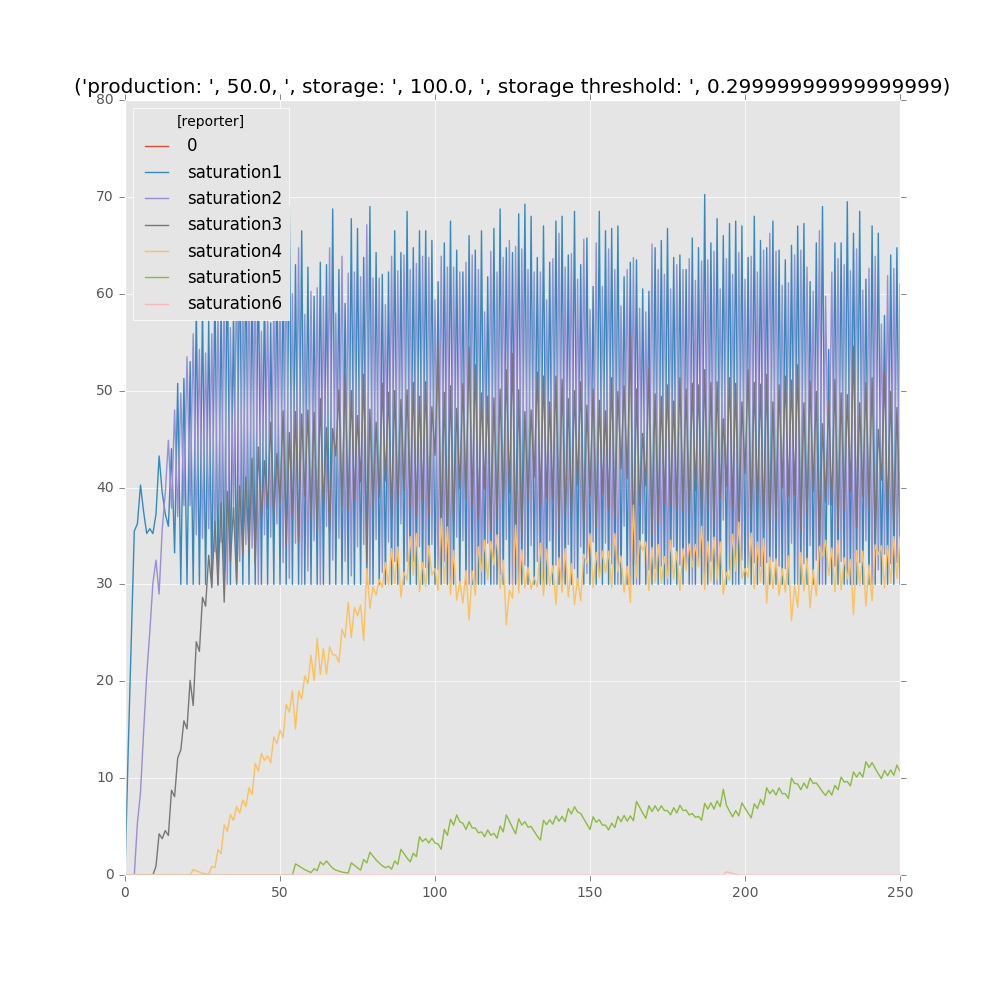 ('production: ', 50.0, ', storage: ', 100.0, ', storage threshold: ', 0.29999999999999999)
80
70
60
50
40
30
20
10
0
[reporter]
0
saturation1
saturation2
saturation3
saturation4
saturation5
saturation6
0
50
100
150
200
250